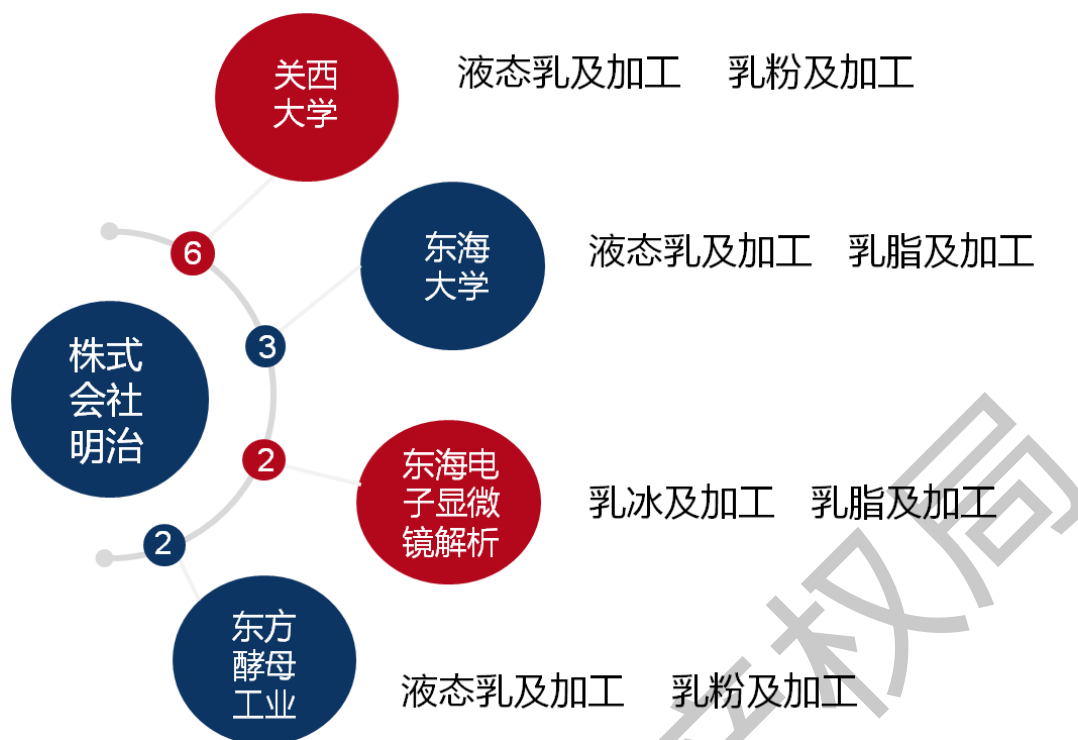 关西
大学
液态乳及加工 乳粉及加工
6
东海
大学
液态乳及加工 乳脂及加工
3
株式
会社
明治
2
东海电
子显微
镜解析
乳冰及加工 乳脂及加工
2
东方
酵母
工业
液态乳及加工 乳粉及加工
产权局